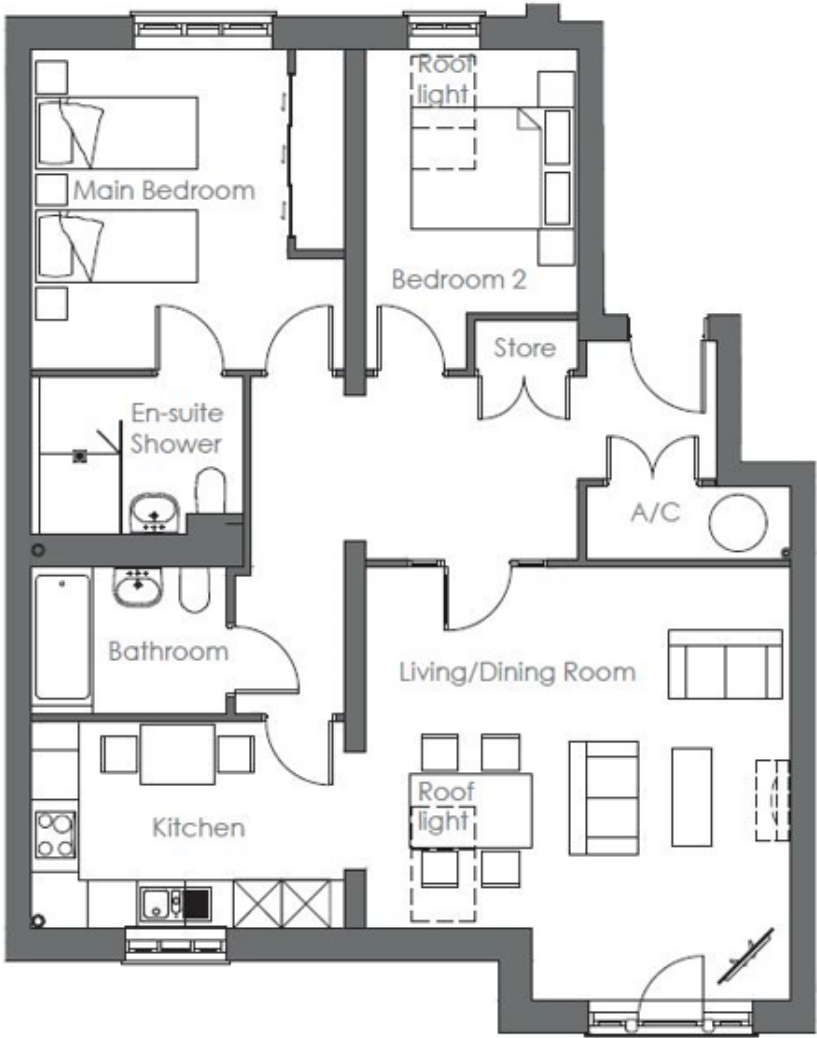 Roof
light
Main Bedroom
Bedroom 2
Store
En-suite
Shower
A/C
Bathroom
Living/Dining Room
Roof
light
Kitchen